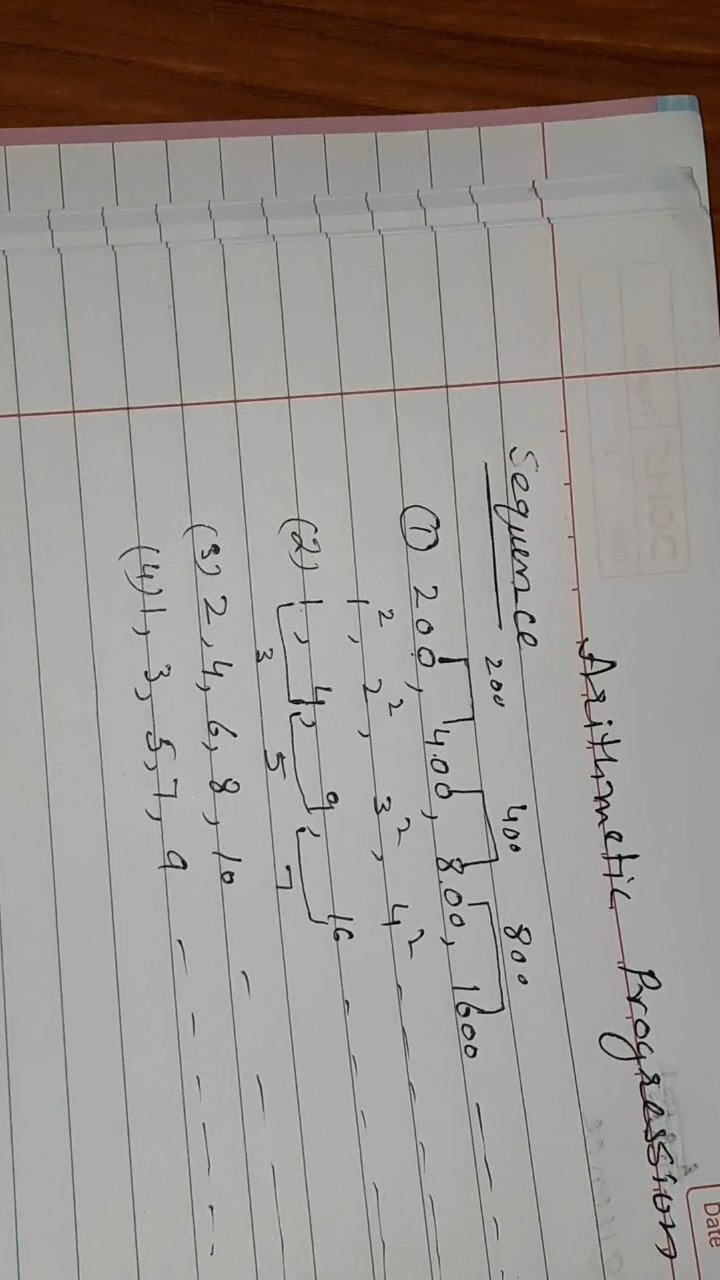 Date
Arithmetic Progression
Sequence
200 400 800
① 200, 400, 800, 1600 - - -
1², 2², 3², 4² - - - -
(2) 1, 4, 9, 16 - - - -
3 5 7
(3) 2, 4, 6, 8, 10 - - -
(4) 1, 3, 5, 7, 9 - - - - -